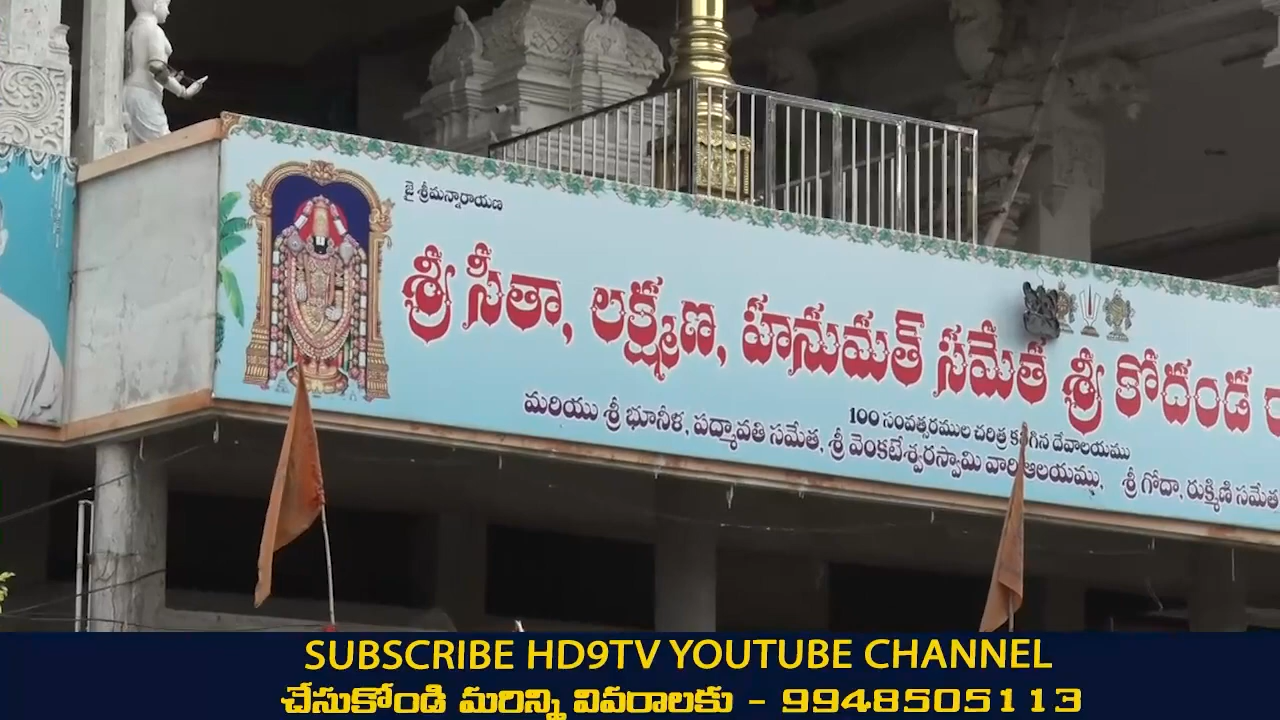 జై శ్రీమన్నారాయణ
శ్రీ సీతా, లక్ష్మణ, హనుమత్ సమేత శ్రీ కోదండ
100 సంవత్సరముల చరిత్ర కలిగిన దేవాలయము
మరియు శ్రీ భూనీళ, పద్మావతి సమేత, శ్రీ వెంకటేశ్వరస్వామి వారి ఆలయము, శ్రీ గోదా, రుక్మిణి సమేత
SUBSCRIBE HD9TV YOUTUBE CHANNEL
చేసుకోండి మరిన్ని వివరాలకు - 9948505113